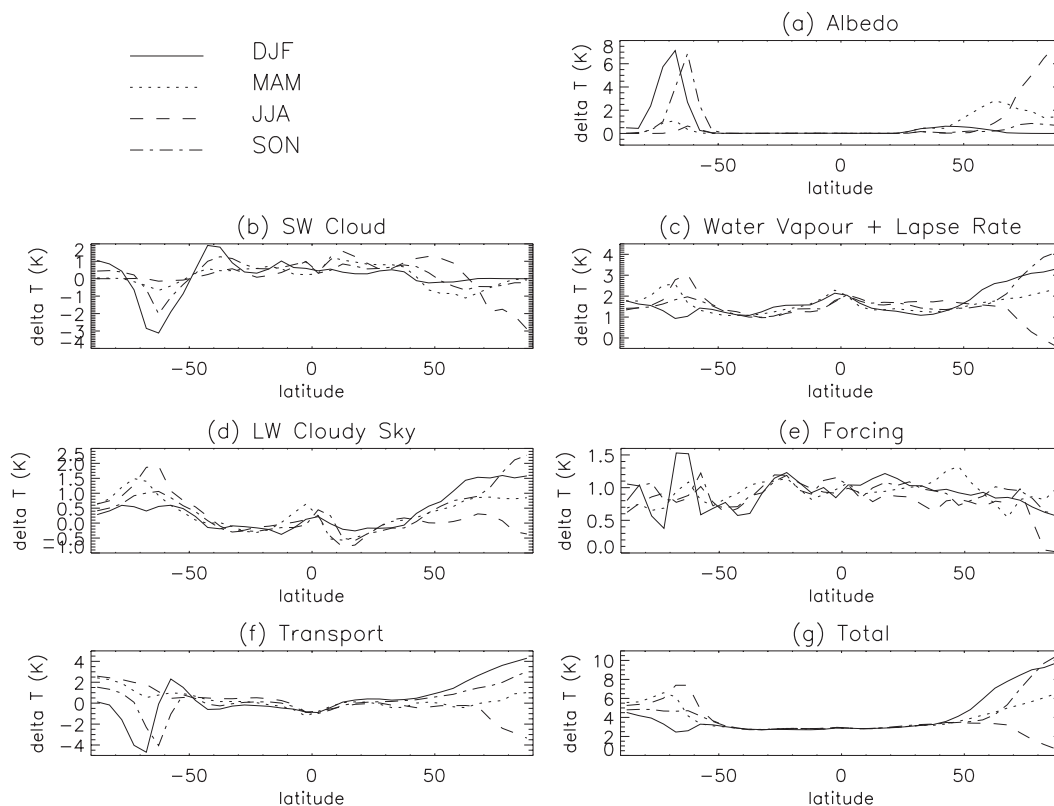 DJF
MAM
JJA
SON
(a) Albedo
delta T (K)
8
6
4
2
0
−50 0 50
latitude
(b) SW Cloud
delta T (K)
2
1
0
−1
−2
−3
−4
−50 0 50
latitude
(c) Water Vapour + Lapse Rate
delta T (K)
4
3
2
1
0
−50 0 50
latitude
(d) LW Cloudy Sky
delta T (K)
2.5
2.0
1.5
1.0
0.5
0.0
−0.5
−1.0
−50 0 50
latitude
(e) Forcing
delta T (K)
1.5
1.0
0.5
0.0
−50 0 50
latitude
(f) Transport
delta T (K)
4
2
0
−2
−4
−50 0 50
latitude
(g) Total
delta T (K)
10
8
6
4
2
0
−50 0 50
latitude